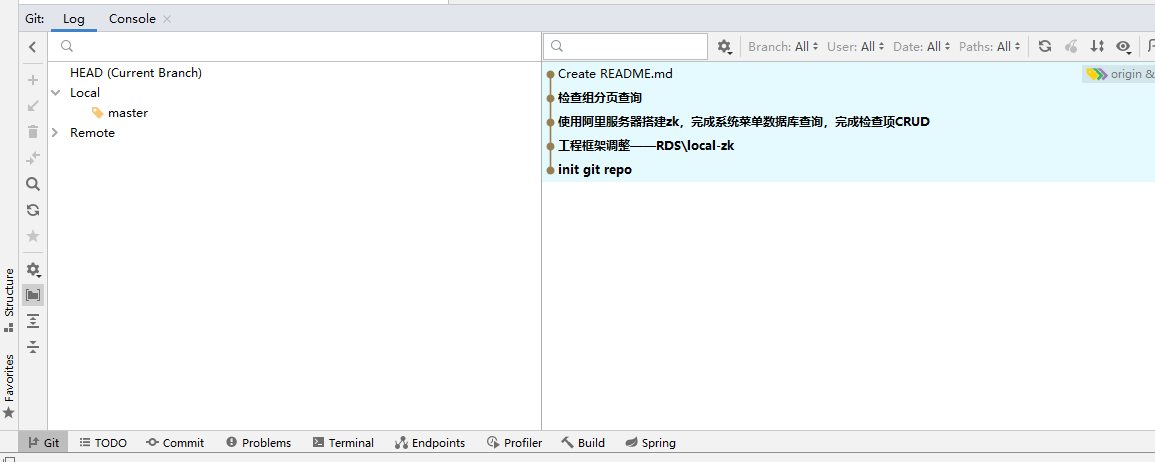 Git: Log Console
Branch: All User: All Date: All Paths: All
HEAD (Current Branch)
Local
master
Remote
Create README.md origin &
检查组分页查询
使用阿里服务器搭建zk，完成系统菜单数据库查询，完成检查项CRUD
工程框架调整——RDS\local-zk
init git repo
Structure
Favorites
Git TODO Commit Problems Terminal Endpoints Profiler Build Spring